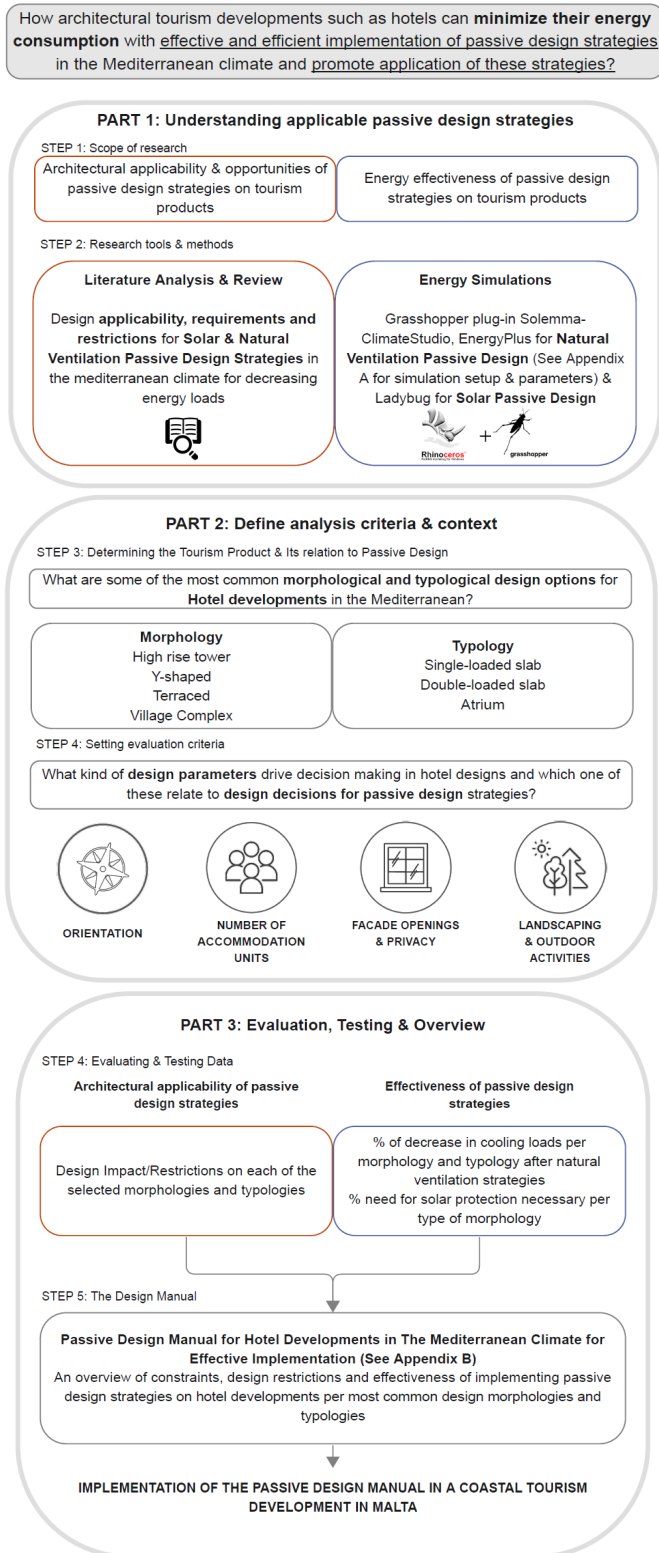 How architectural tourism developments such as hotels can minimize their energy
consumption with effective and efficient implementation of passive design strategies
in the Mediterranean climate and promote application of these strategies?
PART 1: Understanding applicable passive design strategies
STEP 1: Scope of research
Architectural applicability & opportunities of
passive design strategies on tourism
products
Energy effectiveness of passive design
strategies on tourism products
STEP 2: Research tools & methods
Literature Analysis & Review
Design applicability, requirements and
restrictions for Solar & Natural
Ventilation Passive Design Strategies in
the mediterranean climate for decreasing
energy loads
Energy Simulations
Grasshopper plug-in Solemma-
ClimateStudio, EnergyPlus for Natural
Ventilation Passive Design (See Appendix
A for simulation setup & parameters) &
Ladybug for Solar Passive Design
Rhinoceros
+
grasshopper
PART 2: Define analysis criteria & context
STEP 3: Determining the Tourism Product & Its relation to Passive Design
What are some of the most common morphological and typological design options for
Hotel developments in the Mediterranean?
Morphology
High rise tower
Y-shaped
Terraced
Village Complex
Typology
Single-loaded slab
Double-loaded slab
Atrium
STEP 4: Setting evaluation criteria
What kind of design parameters drive decision making in hotel designs and which one of
these relate to design decisions for passive design strategies?
ORIENTATION
NUMBER OF
ACCOMMODATION
UNITS
FACADE OPENINGS
& PRIVACY
LANDSCAPING
& OUTDOOR
ACTIVITIES
PART 3: Evaluation, Testing & Overview
STEP 4: Evaluating & Testing Data
Architectural applicability of passive
design strategies
Effectiveness of passive design
strategies
Design Impact/Restrictions on each of the
selected morphologies and typologies
% of decrease in cooling loads per
morphology and typology after natural
ventilation strategies
% need for solar protection necessary per
type of morphology
STEP 5: The Design Manual
Passive Design Manual for Hotel Developments in The Mediterranean Climate for
Effective Implementation (See Appendix B)
An overview of constraints, design restrictions and effectiveness of implementing passive
design strategies on hotel developments per most common design morphologies and
typologies
IMPLEMENTATION OF THE PASSIVE DESIGN MANUAL IN A COASTAL TOURISM
DEVELOPMENT IN MALTA